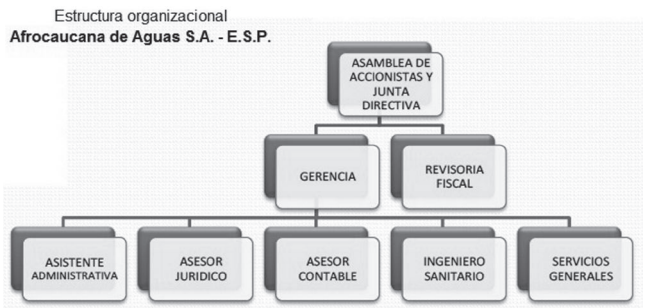 Estructura organizacional
Afrocaucana de Aguas S.A. - E.S.P.
ASAMBLEA DE
ACCIONISTAS Y
JUNTA
DIRECTIVA
GERENCIA
REVISORIA
FISCAL
ASISTENTE
ADMINISTRATIVA
ASESOR
JURIDICO
ASESOR
CONTABLE
INGENIERO
SANITARIO
SERVICIOS
GENERALES